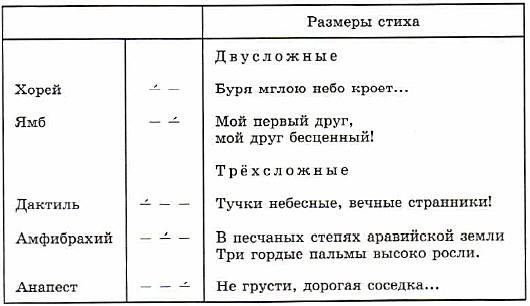 Размеры стиха
Двусложные
Хорей –́ – Буря мглою небо кроет...
Ямб – –́ Мой первый друг,
мой друг бесценный!
Трёхсложные
Дактиль –́ – – Тучки небесные, вечные странники!
Амфибрахий – –́ – В песчаных степях аравийской земли
Три гордые пальмы высоко росли.
Анапест – – –́ Не грусти, дорогая соседка...